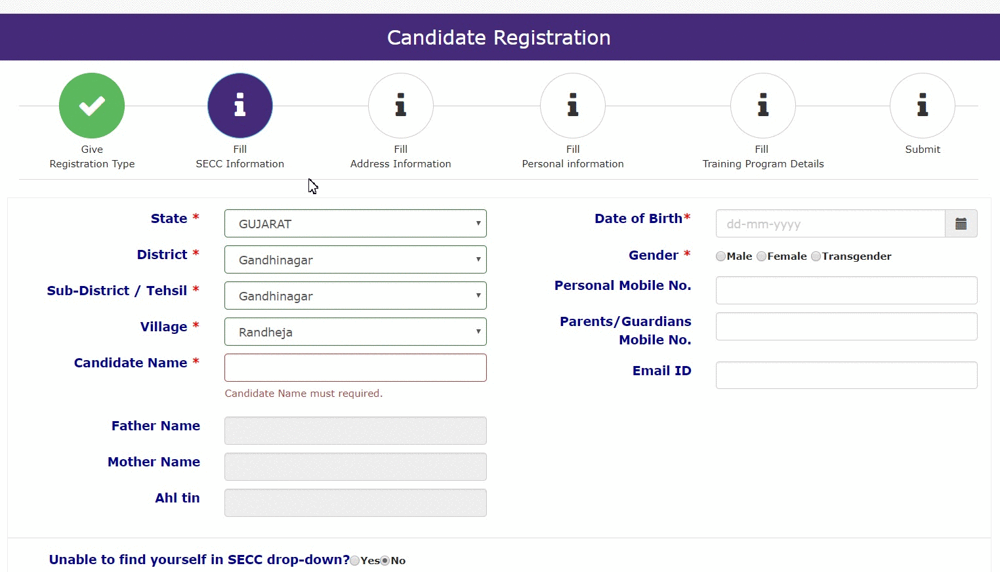 Candidate Registration
Give
Registration Type
Fill
SECC Information
Fill
Address Information
Fill
Personal information
Fill
Training Program Details
Submit
State *
GUJARAT
District *
Gandhinagar
Sub-District / Tehsil *
Gandhinagar
Village *
Randheja
Candidate Name *
Candidate Name must required.
Father Name
Mother Name
Ahl tin
Date of Birth*
dd-mm-yyyy
Gender *
Male Female Transgender
Personal Mobile No.
Parents/Guardians
Mobile No.
Email ID
Unable to find yourself in SECC drop-down? Yes No